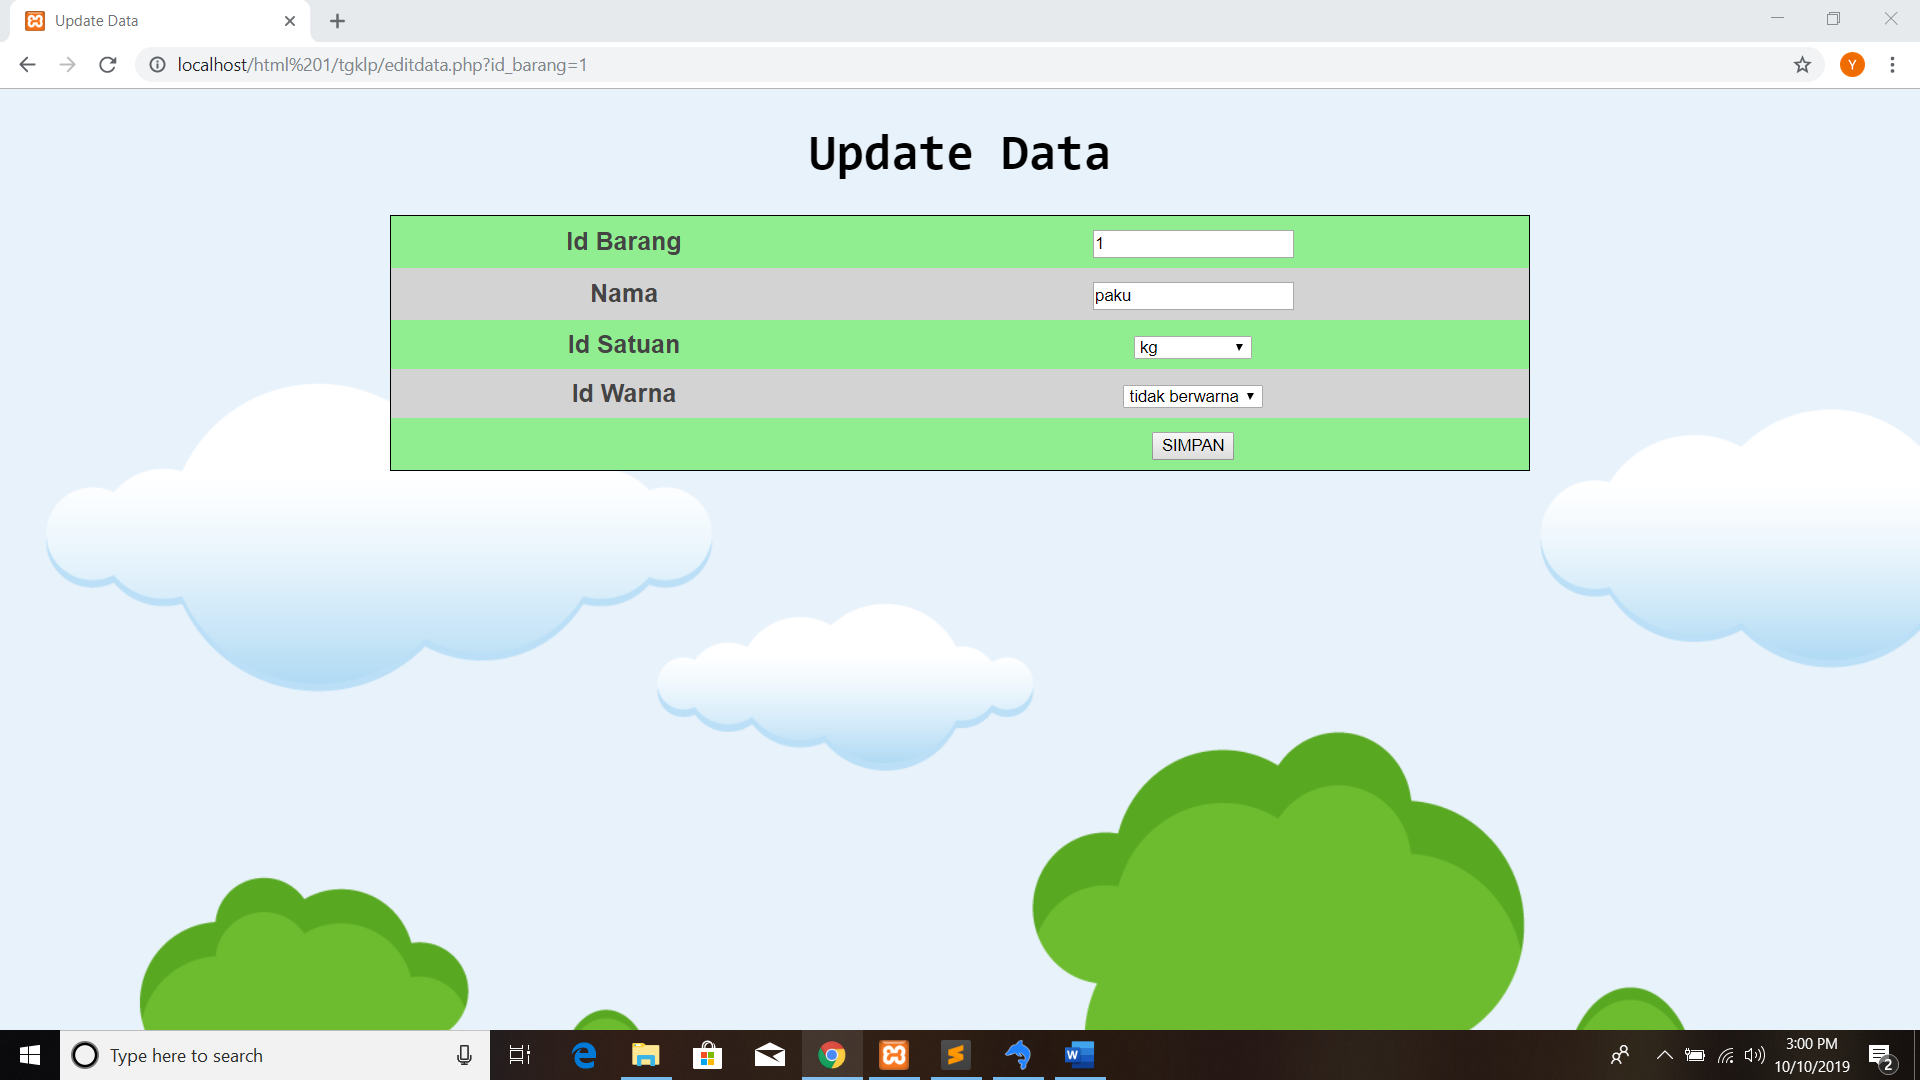 Update Data
localhost/html%201/tgklp/editdata.php?id_barang=1
Y
Update Data
Id Barang 1
Nama paku
Id Satuan kg
Id Warna tidak berwarna
SIMPAN
Type here to search
W
3:00 PM
10/10/2019
2